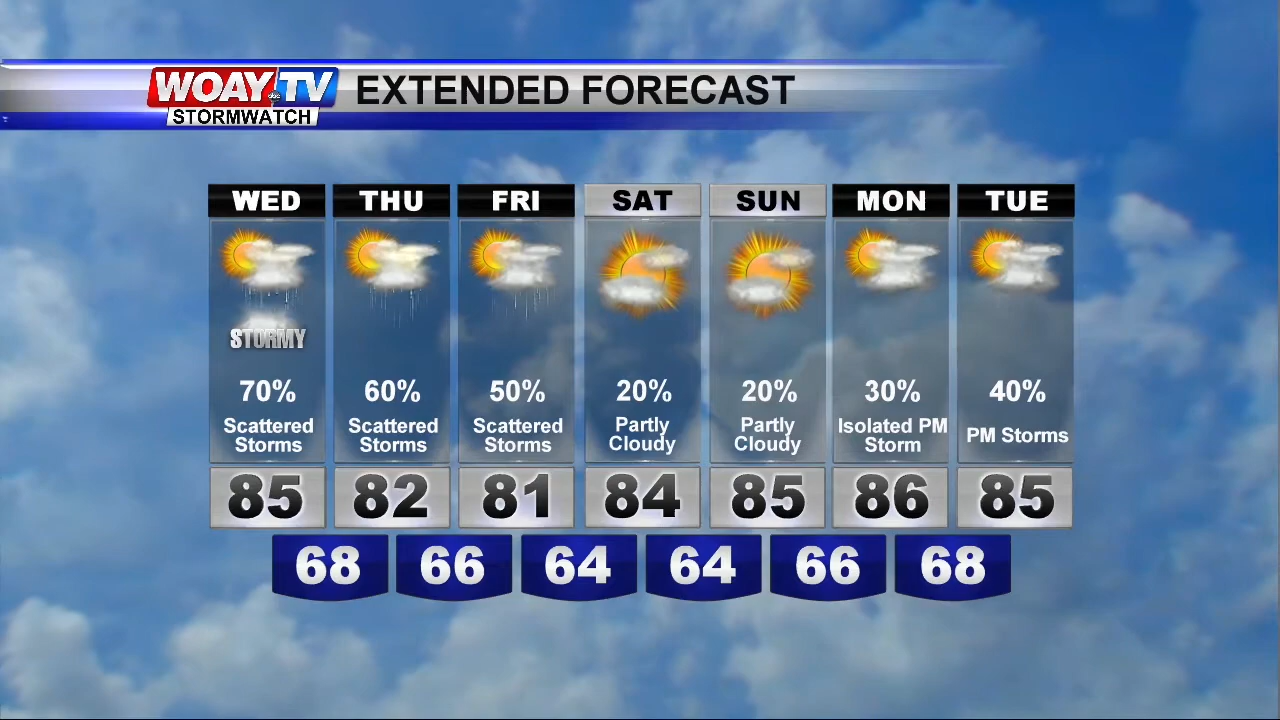 WOAY TV
abc
STORMWATCH
EXTENDED FORECAST
WED THU FRI SAT SUN MON TUE
STORMY
70% 60% 50% 20% 20% 30% 40%
Scattered Storms
Scattered Storms
Scattered Storms
Partly Cloudy
Partly Cloudy
Isolated PM Storm
PM Storms
85 82 81 84 85 86 85
68 66 64 64 66 68